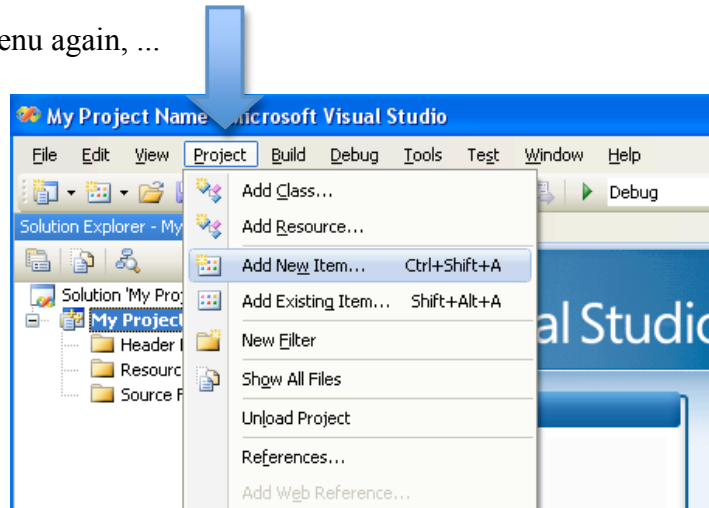 enu again, ...
My Project Name Microsoft Visual Studio
File Edit View Project Build Debug Tools Test Window Help
Debug
Solution Explorer - My
Add Class...
Add Resource...
Add New Item... Ctrl+Shift+A
Solution 'My Proj
Add Existing Item... Shift+Alt+A
My Project
al Studio
Header
New Filter
Resourc
Show All Files
Source F
Unload Project
References...
Add Web Reference...